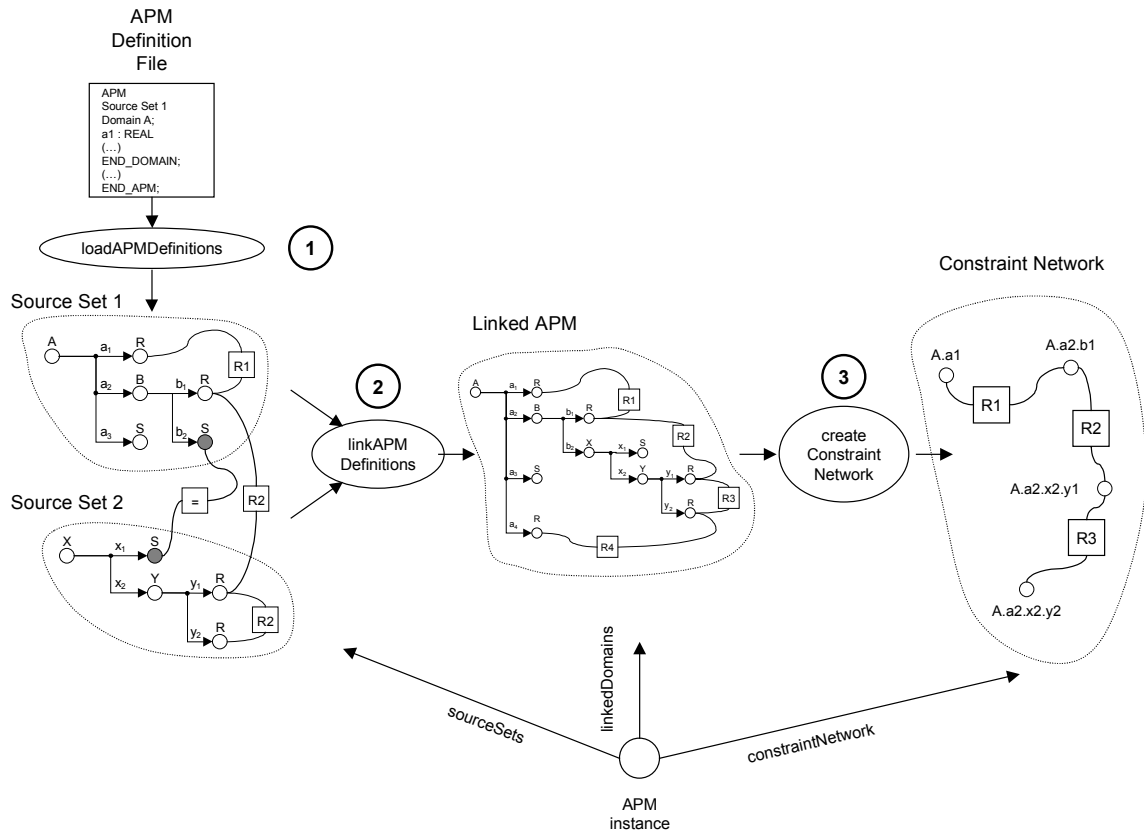 APM
Definition
File
APM
Source Set 1
Domain A;
a1 : REAL
(...)
END_DOMAIN;
(...)
END_APM;
loadAPMDefinitions
1
Source Set 1
A
a1
R
R1
a2
B
b1
R
a3
S
b2
S
=
R2
Source Set 2
X
x1
S
x2
Y
y1
R
R2
y2
R
2
linkAPM
Definitions
Linked APM
A
a1
R
R1
a2
B
b1
R
R2
b2
X
x1
S
x2
Y
y1
R
R3
a3
S
y2
R
a4
R
R4
3
create
Constraint
Network
Constraint Network
A.a1
A.a2.b1
R1
R2
A.a2.x2.y1
R3
A.a2.x2.y2
sourceSets
linkedDomains
constraintNetwork
APM
instance